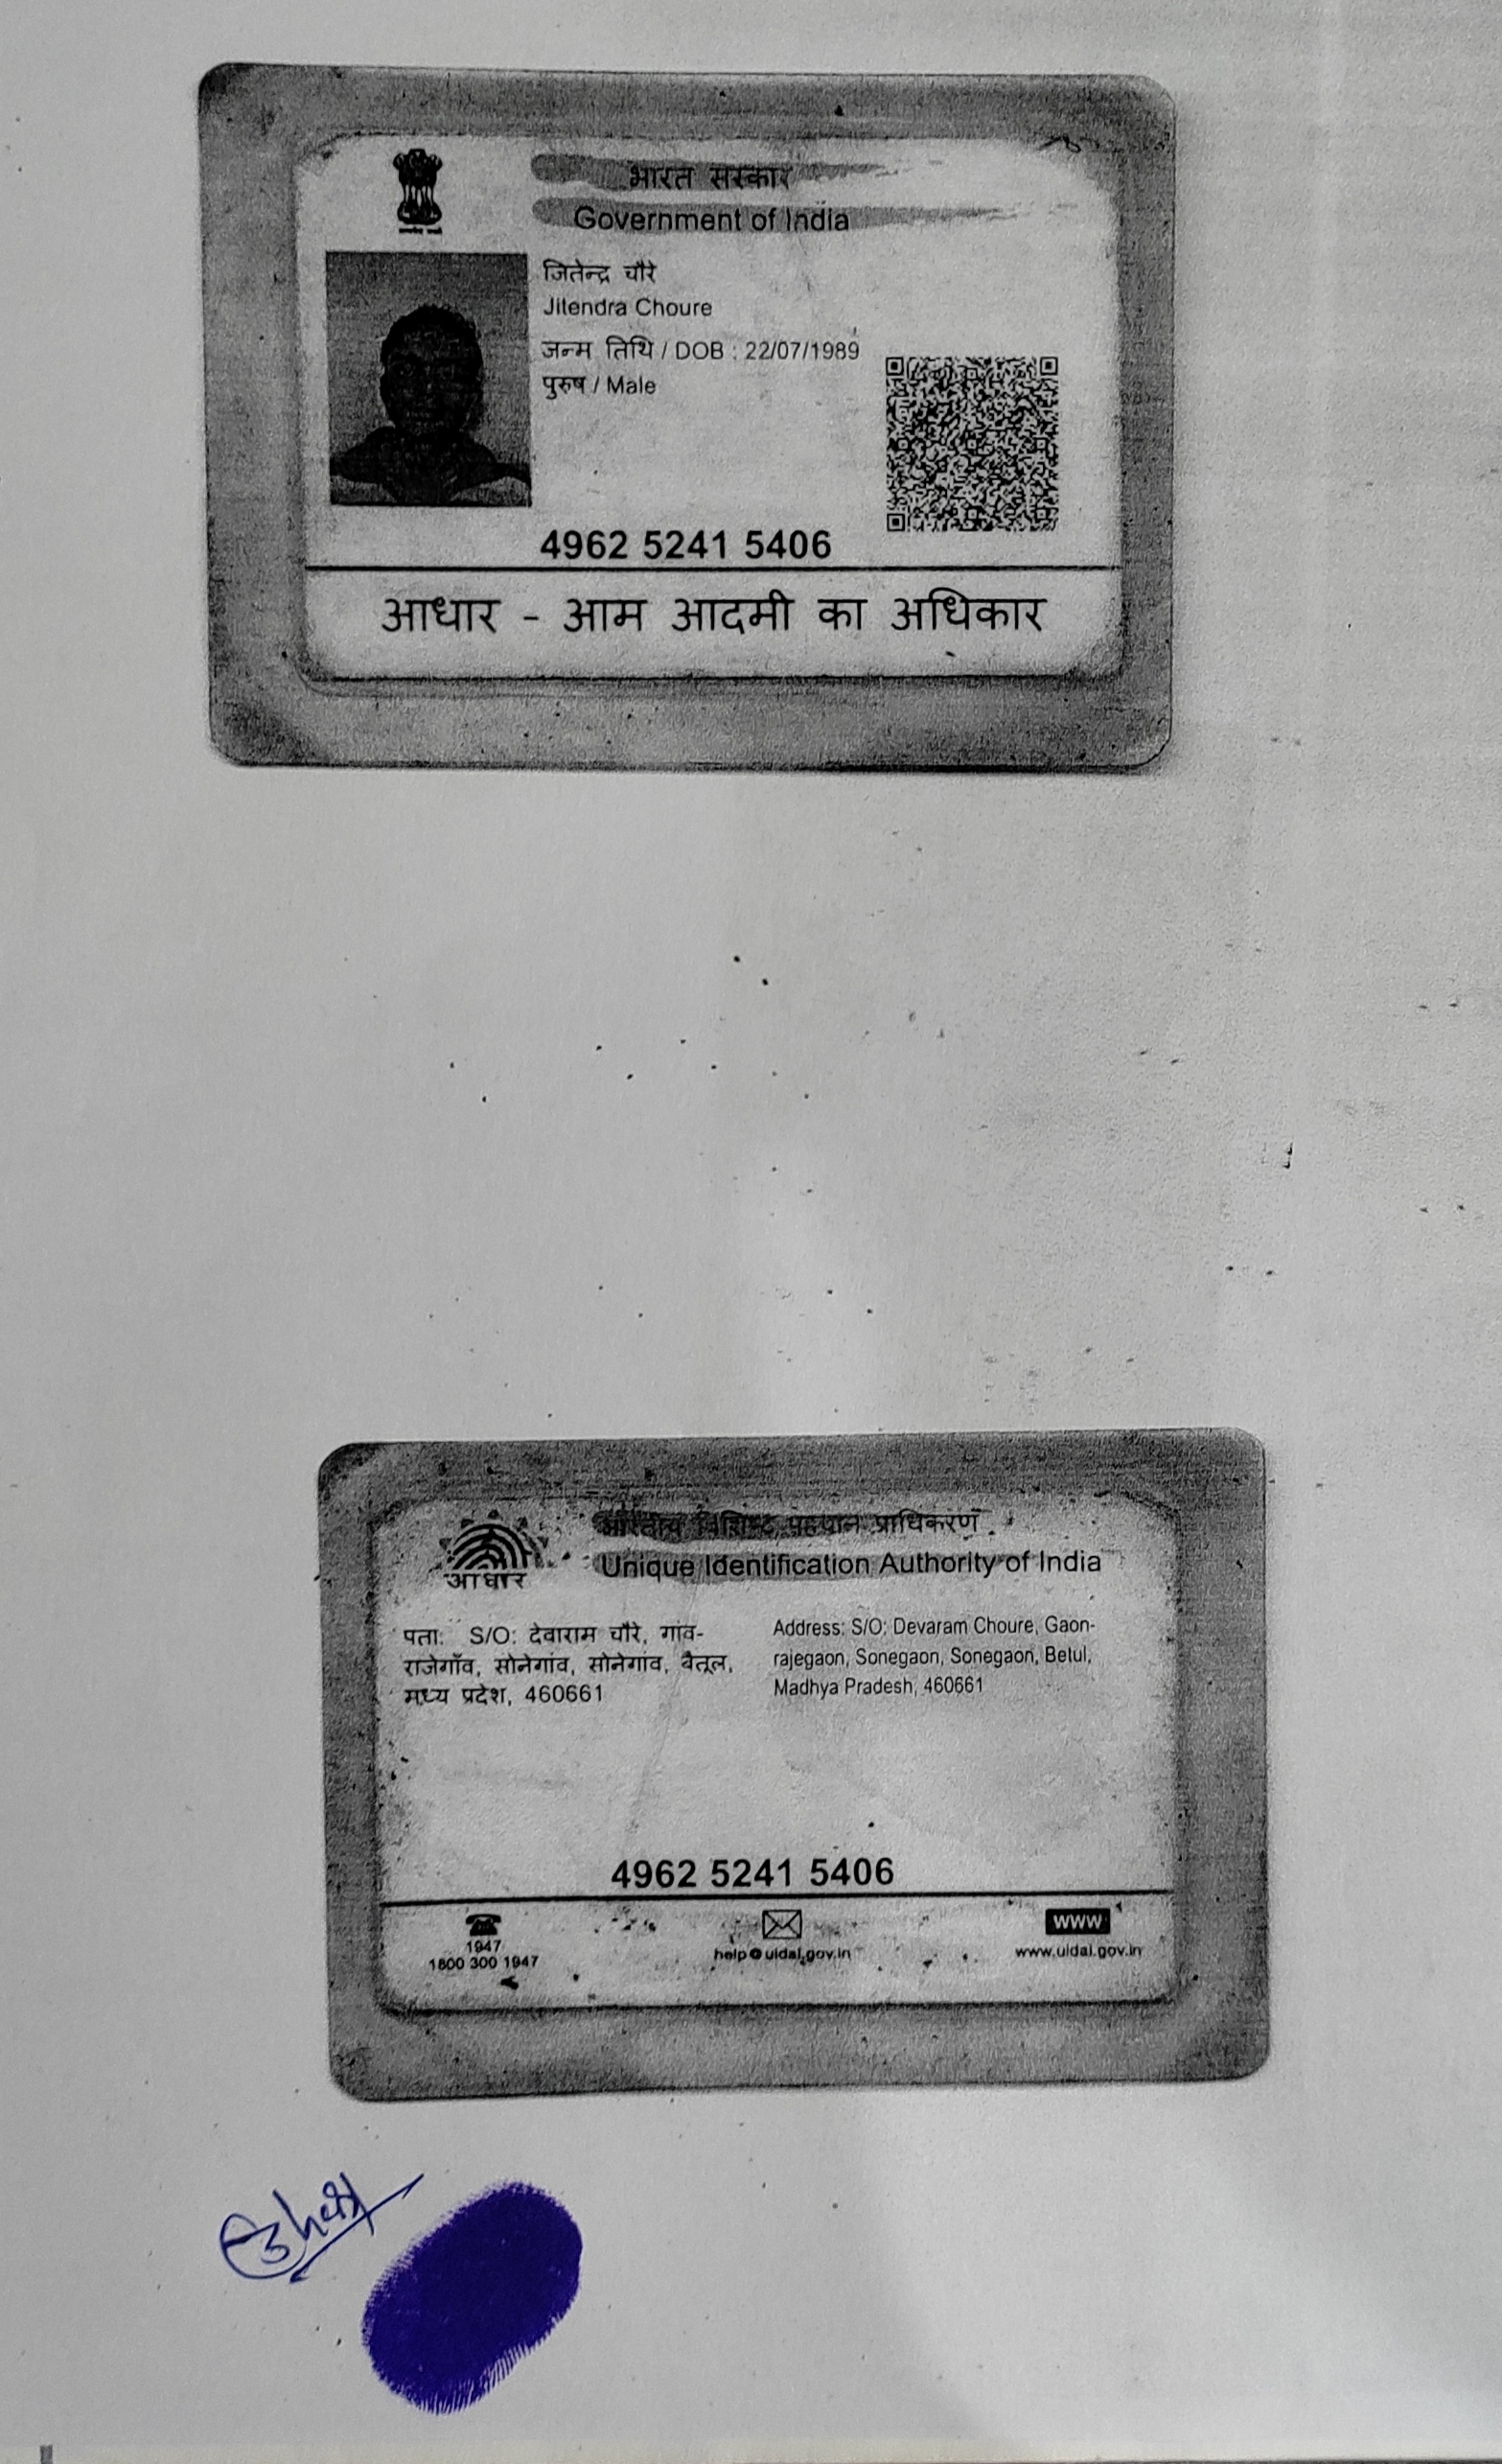 भारत सरकार
Government of India
जितेन्द्र चौरे
Jitendra Choure
जन्म तिथि / DOB : 22/07/1989
पुरुष / Male
4962 5241 5406
आधार - आम आदमी का अधिकार
भारतीय विशिष्ट पहचान प्राधिकरण
Unique Identification Authority of India
आधार
पता: S/O: देवाराम चौरे, गांव-
राजेगाँव, सोनेगांव, सोनेगांव, बैतूल,
मध्य प्रदेश, 460661
Address: S/O: Devaram Choure, Gaon-
rajegaon, Sonegaon, Sonegaon, Betul,
Madhya Pradesh, 460661
4962 5241 5406
1947
1800 300 1947
help@uidai.gov.in
WWW
www.uidai.gov.in